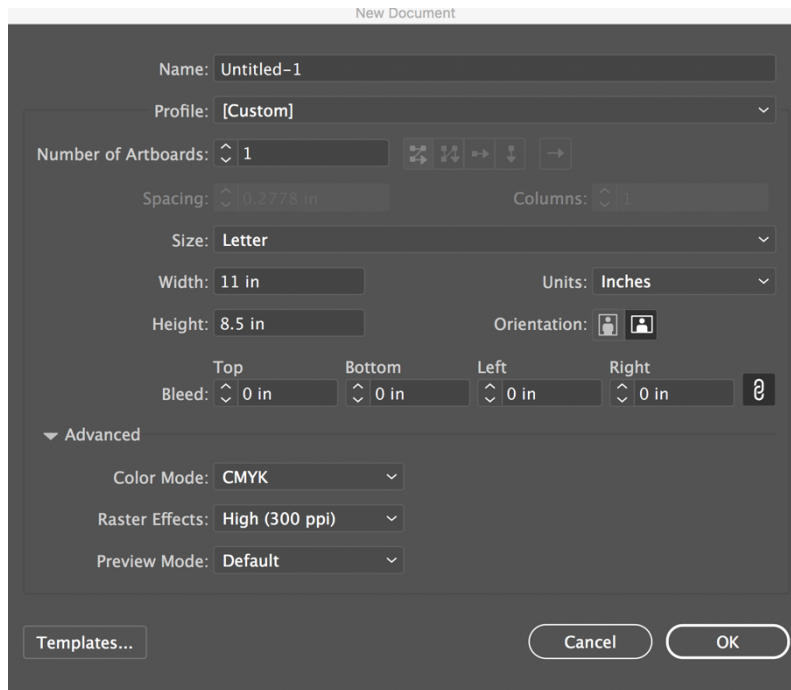 New Document
Name: Untitled-1
Profile: [Custom]
Number of Artboards: 1
Spacing: 0.2778 in Columns: 1
Size: Letter
Width: 11 in Units: Inches
Height: 8.5 in Orientation:
Top Bottom Left Right
Bleed: 0 in 0 in 0 in 0 in
Advanced
Color Mode: CMYK
Raster Effects: High (300 ppi)
Preview Mode: Default
Templates... Cancel OK